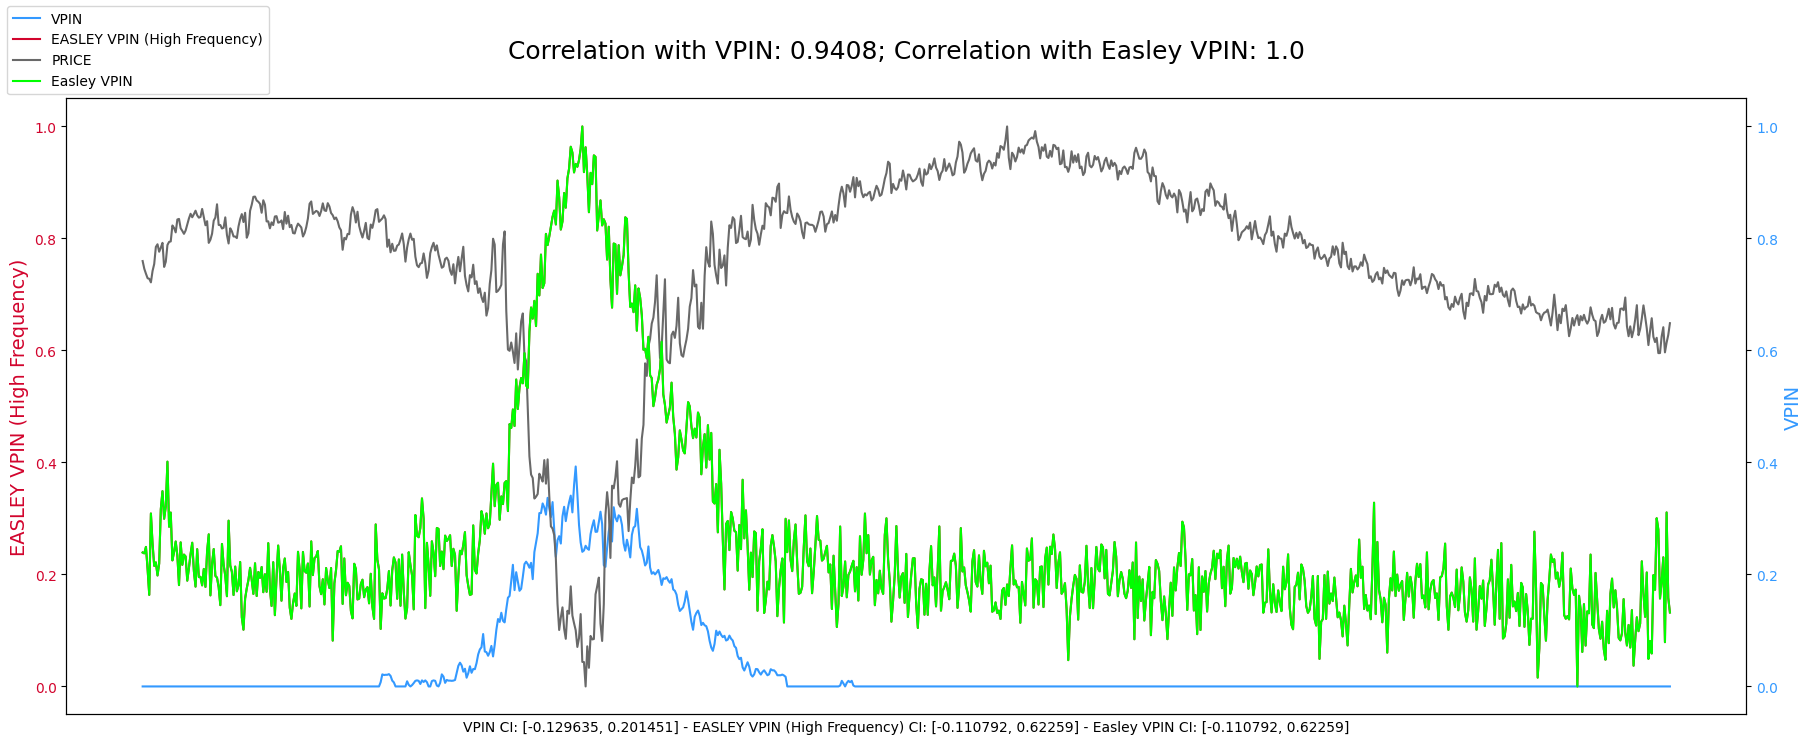 VPIN
EASLEY VPIN (High Frequency)
PRICE
Easley VPIN
Correlation with VPIN: 0.9408; Correlation with Easley VPIN: 1.0
EASLEY VPIN (High Frequency)
1.0
0.8
0.6
0.4
0.2
0.0
1.0
0.8
0.6
0.4
0.2
0.0
VPIN
VPIN CI: [-0.129635, 0.201451] - EASLEY VPIN (High Frequency) CI: [-0.110792, 0.62259] - Easley VPIN CI: [-0.110792, 0.62259]